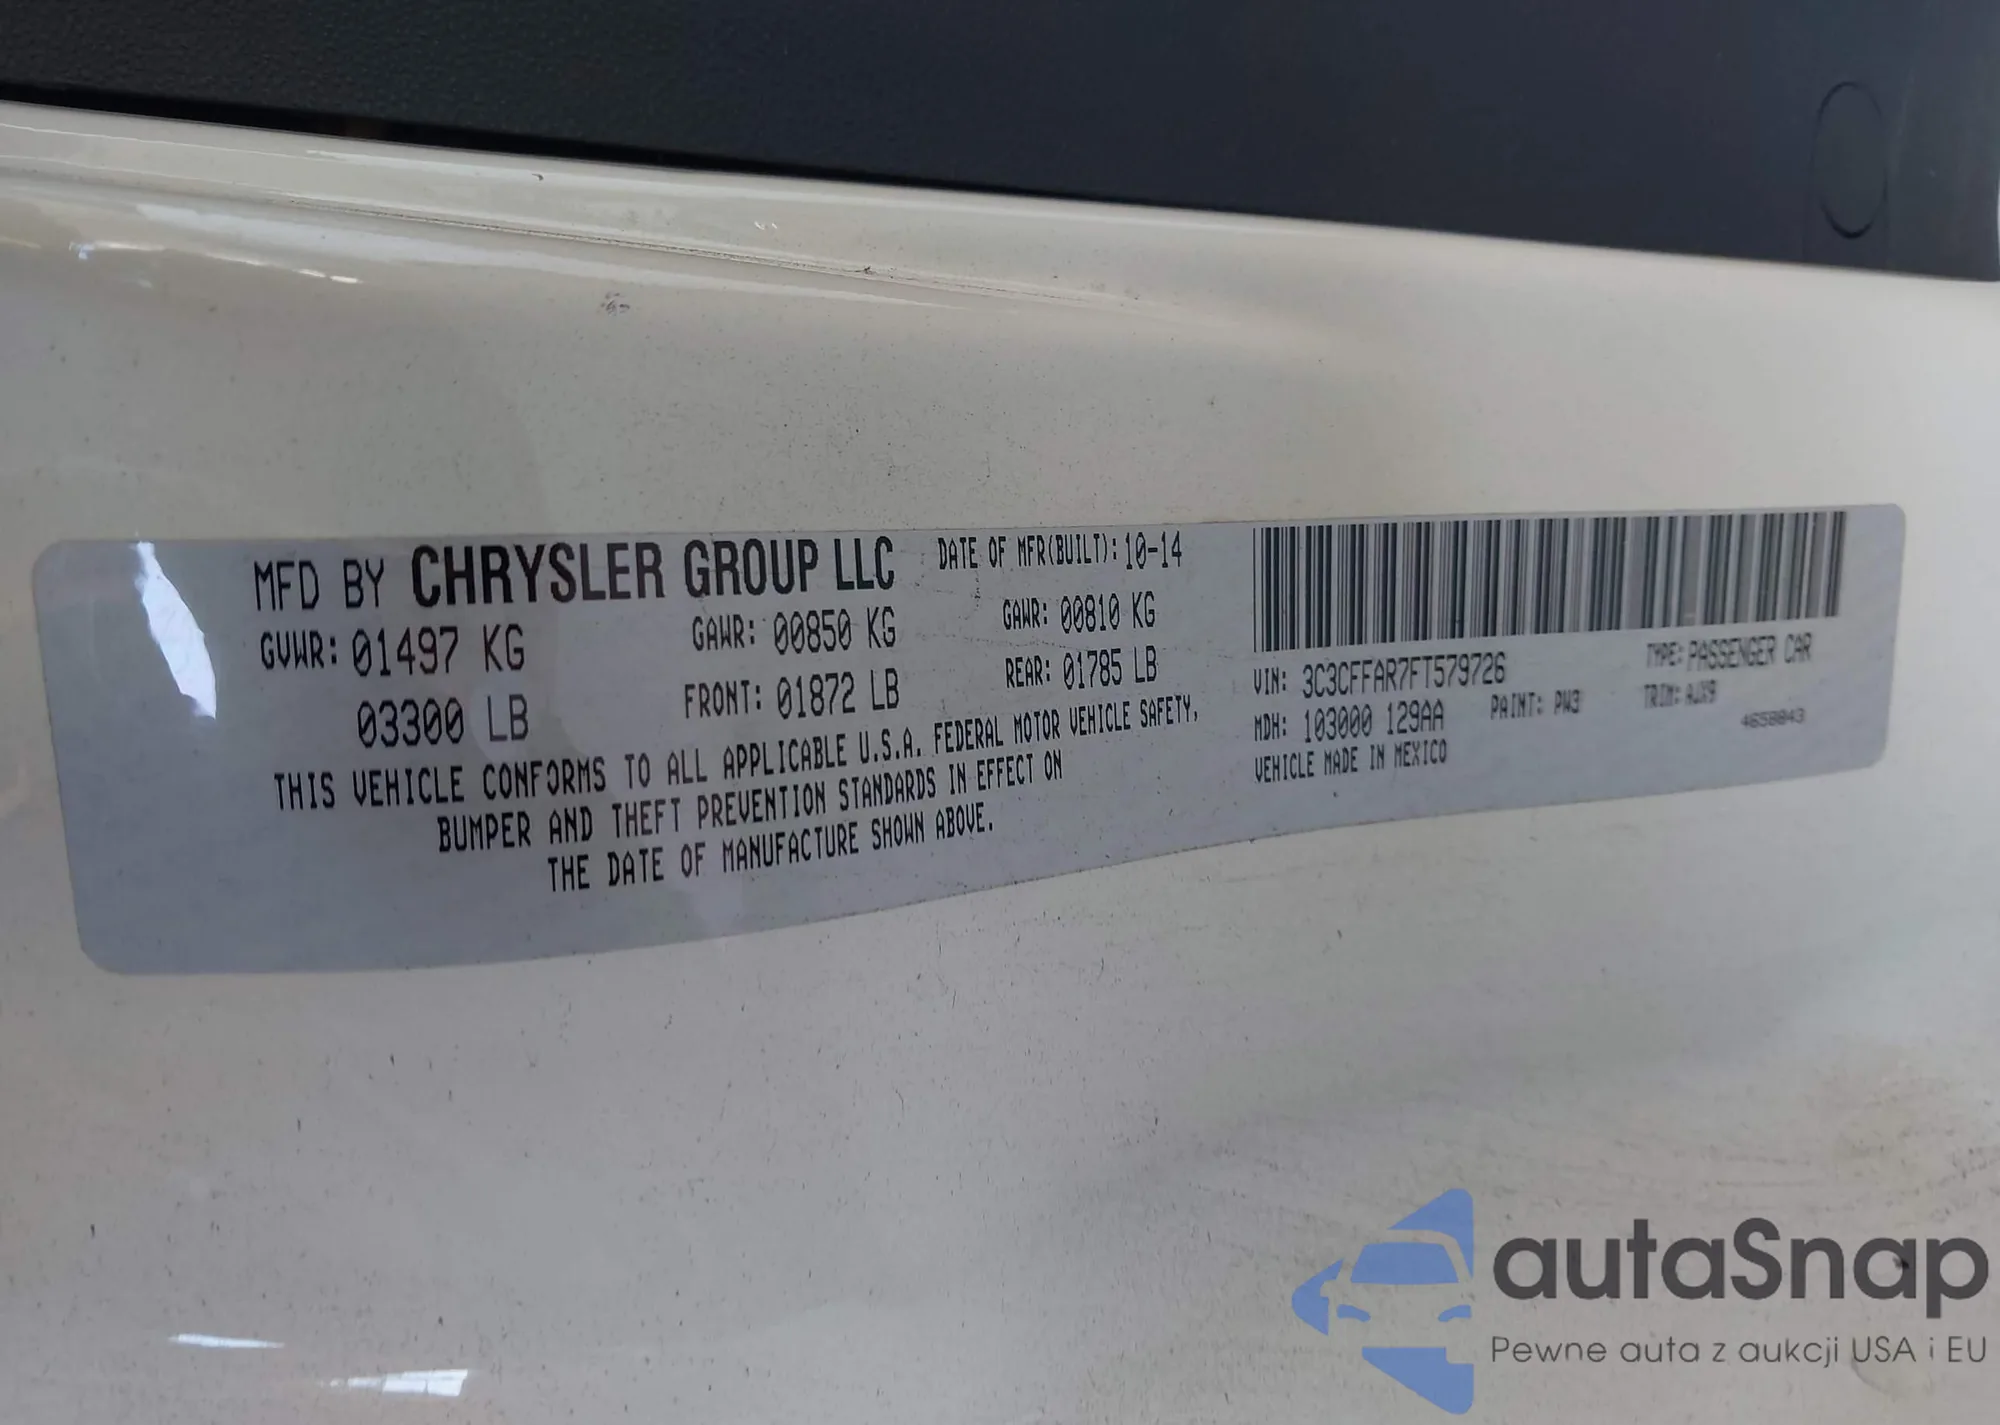 MFD BY CHRYSLER GROUP LLC DATE OF MFR(BUILT): 10-14
GVWR: 01497 KG GAWR: 00850 KG GAWR: 00810 KG
03300 LB FRONT: 01872 LB REAR: 01785 LB
THIS VEHICLE CONFORMS TO ALL APPLICABLE U.S.A. FEDERAL MOTOR VEHICLE SAFETY,
BUMPER AND THEFT PREVENTION STANDARDS IN EFFECT ON
THE DATE OF MANUFACTURE SHOWN ABOVE.
VIN: 3C3CFFAR7FT579726 TYPE: PASSENGER CAR
MDH: 103000 129AA PAINT: PW3 TRIM: AJX9
4658843
VEHICLE MADE IN MEXICO
autaSnap
Pewne auta z aukcji USA i EU